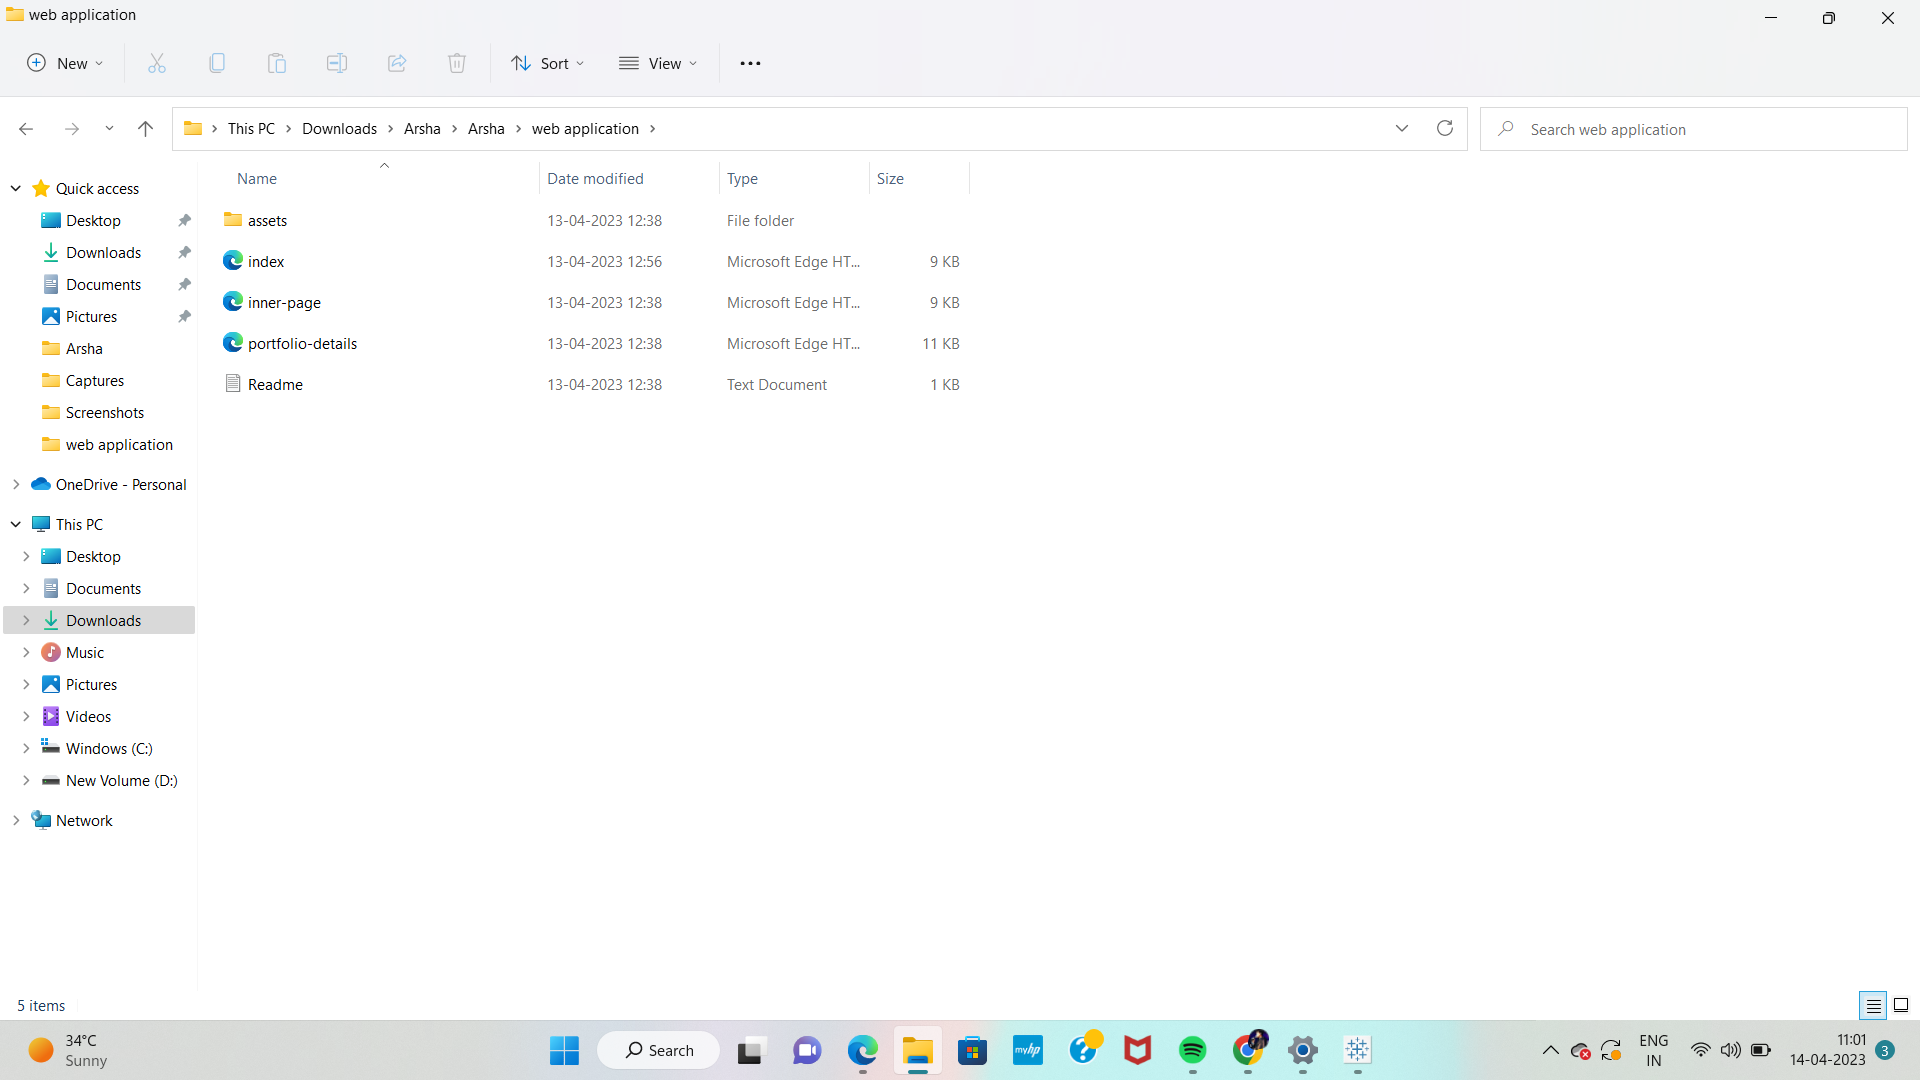 web application
New
Sort
View
This PC > Downloads > Arsha > Arsha > web application >
Search web application
Name Date modified Type Size
assets 13-04-2023 12:38 File folder
index 13-04-2023 12:56 Microsoft Edge HT... 9 KB
inner-page 13-04-2023 12:38 Microsoft Edge HT... 9 KB
portfolio-details 13-04-2023 12:38 Microsoft Edge HT... 11 KB
Readme 13-04-2023 12:38 Text Document 1 KB
Quick access
Desktop
Downloads
Documents
Pictures
Arsha
Captures
Screenshots
web application
OneDrive - Personal
This PC
Desktop
Documents
Downloads
Music
Pictures
Videos
Windows (C:)
New Volume (D:)
Network
5 items
34°C
Sunny
Search
myhp
ENG
IN
11:01
14-04-2023
3